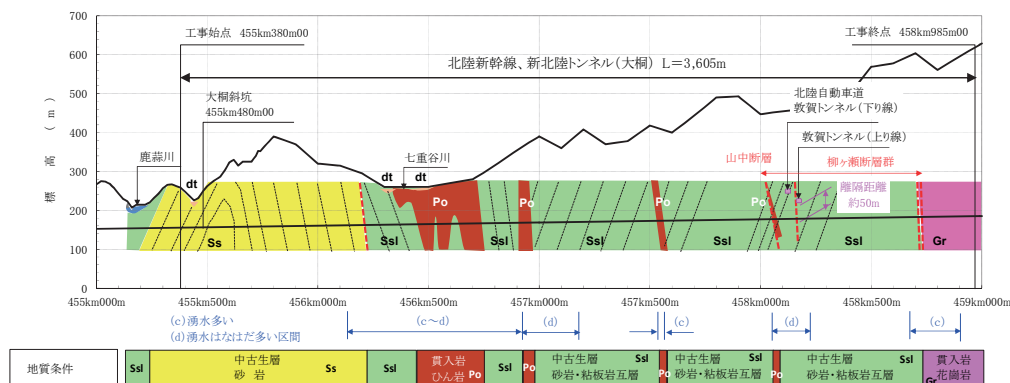 700
600
500
400
300
200
100
0
標高(m)
工事始点 455km380m00
工事終点 458km985m00
北陸新幹線、新北陸トンネル(大桐) L=3,605m
大桐斜坑
455km480m00
北陸自動車道
敦賀トンネル(下り線)
敦賀トンネル(上り線)
鹿蒜川
七重谷川
山中断層
柳ヶ瀬断層群
離隔距離
約50m
dt
dt
dt
Po
Po
Po
Po
Ss
Ssl
Ssl
Ssl
Ssl
Ssl
Gr
455km000m
455km500m
456km000m
456km500m
457km000m
457km500m
458km000m
458km500m
459km000m
(c)湧水多い
(d)湧水はなはだ多い区間
(c~d)
(d)
(c)
(d)
(c)
地質条件
Ssl
中古生層
砂 岩
Ss
Ssl
貫入岩
ひん岩 Po
Ssl
Po
中古生層 Ssl
砂岩・粘板岩互層
Po
中古生層 Ssl
砂岩・粘板岩互層
Po
中古生層
砂岩・粘板岩互層
Ssl
貫入岩
花崗岩
Gr